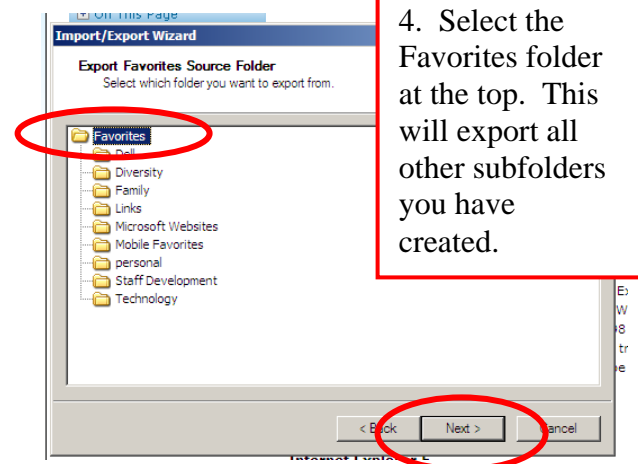 On This Page
Import/Export Wizard
Export Favorites Source Folder
Select which folder you want to export from.
Favorites
Dell
Diversity
Family
Links
Microsoft Websites
Mobile Favorites
personal
Staff Development
Technology
< Back Next > Cancel
4. Select the
Favorites folder
at the top. This
will export all
other subfolders
you have
created.
Internet Explorer